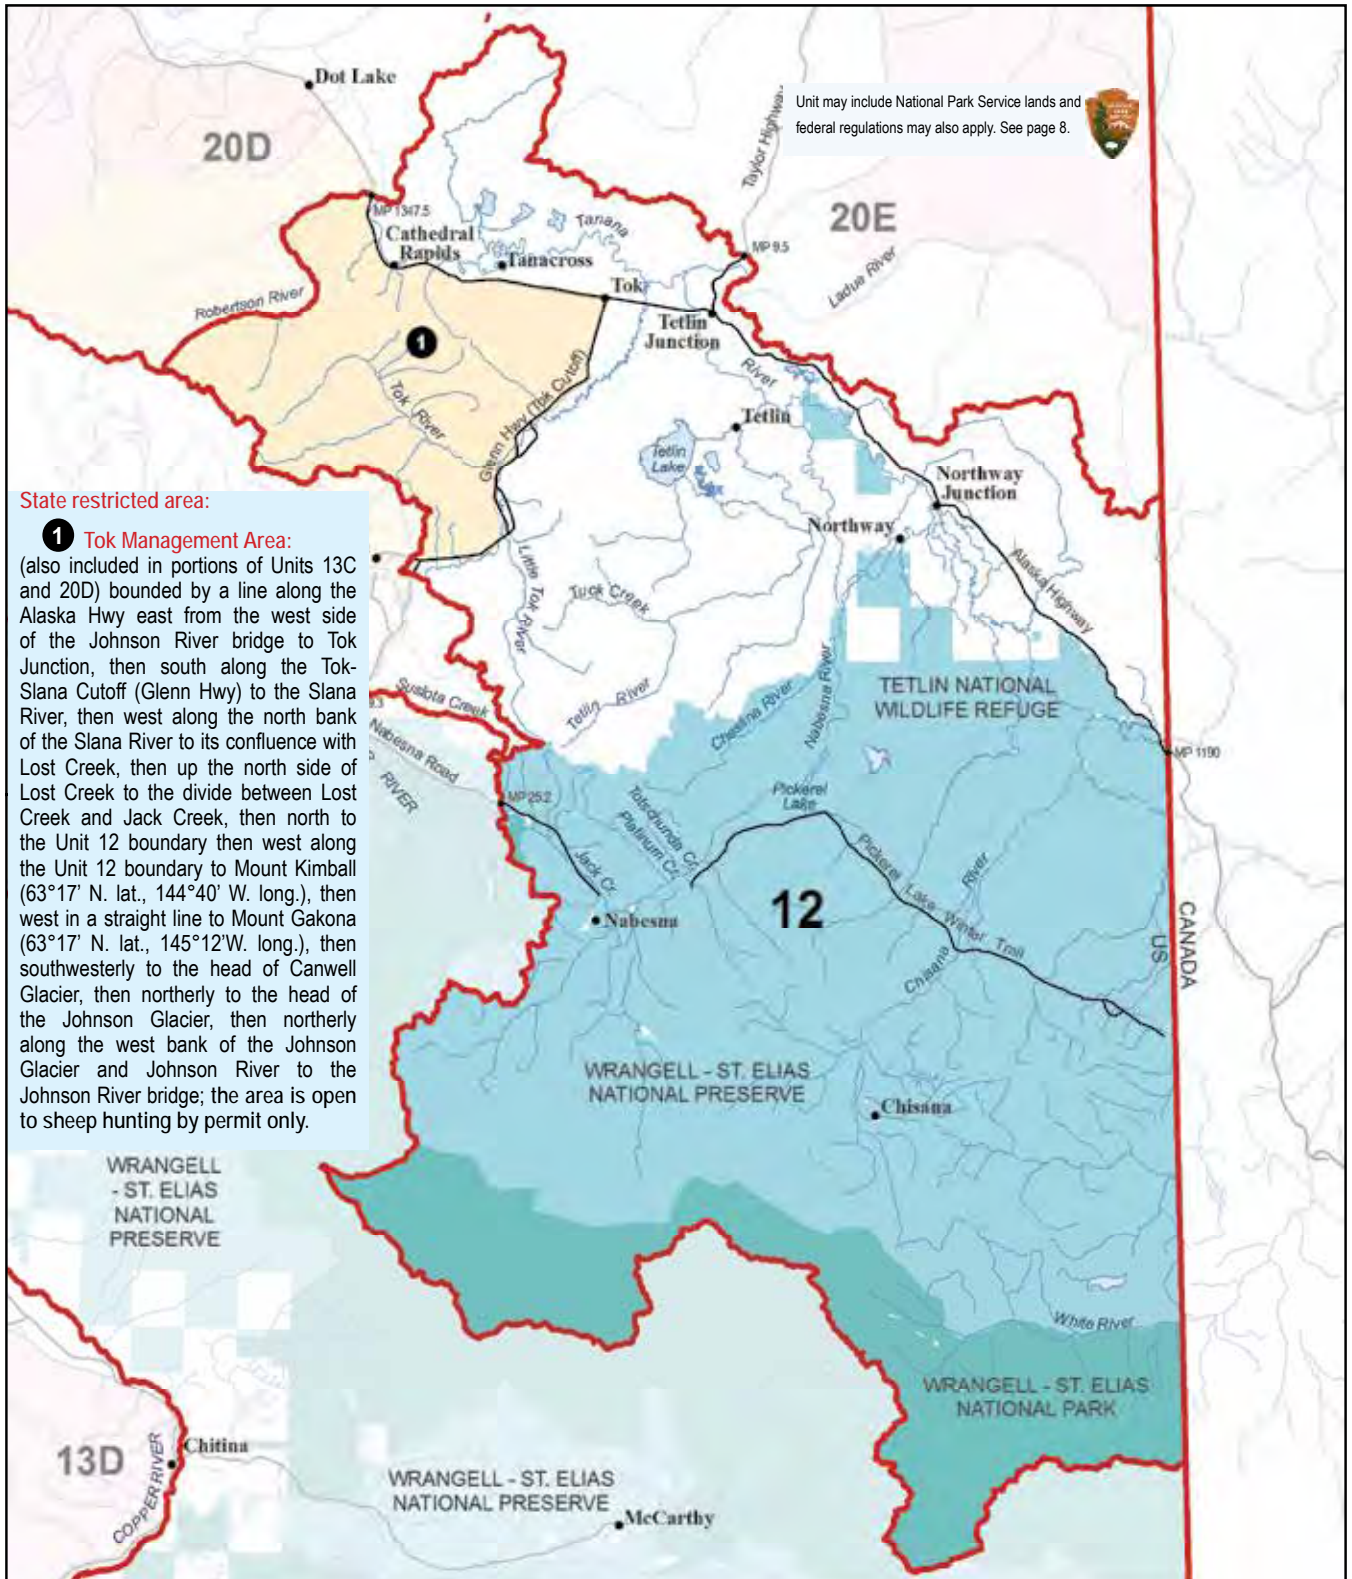 Dot Lake
20D
Unit may include National Park Service lands and
federal regulations may also apply. See page 8.
Taylor Highway
20E
MP 1347.5
Cathedral
Rapids
Tanana
Tanacross
MP 9.5
Ladue River
Robertson River
Tok
Tetlin
Junction
1
River
Tok River
Glenn Hwy (Tok Cutoff)
Tetlin
Tetlin
Lake
Northway
Junction
Northway
Alaska Highway
State restricted area:
1 Tok Management Area:
(also included in portions of Units 13C
and 20D) bounded by a line along the
Alaska Hwy east from the west side
of the Johnson River bridge to Tok
Junction, then south along the Tok-
Slana Cutoff (Glenn Hwy) to the Slana
River, then west along the north bank
of the Slana River to its confluence with
Lost Creek, then up the north side of
Lost Creek to the divide between Lost
Creek and Jack Creek, then north to
the Unit 12 boundary then west along
the Unit 12 boundary to Mount Kimball
(63°17’ N. lat., 144°40’ W. long.), then
west in a straight line to Mount Gakona
(63°17’ N. lat., 145°12’W. long.), then
southwesterly to the head of Canwell
Glacier, then northerly to the head of
the Johnson Glacier, then northerly
along the west bank of the Johnson
Glacier and Johnson River to the
Johnson River bridge; the area is open
to sheep hunting by permit only.
Little Tok River
Tuck Creek
Tetlin River
Suslota Creek
Nabesna Road
RIVER
Cheslina River
Nabesna River
TETLIN NATIONAL
WILDLIFE REFUGE
MP 1190
MP 25.2
Totschunda Cr.
Platinum Cr.
Pickerel
Lake
Jack Cr.
Pickerel Lake Winter Trail
Nabesna
12
Chisana River
CANADA
US
WRANGELL - ST. ELIAS
NATIONAL PRESERVE
Chisana
WRANGELL
- ST. ELIAS
NATIONAL
PRESERVE
White River
WRANGELL - ST. ELIAS
NATIONAL PARK
13D
COPPER RIVER
Chitina
WRANGELL - ST. ELIAS
NATIONAL PRESERVE
McCarthy